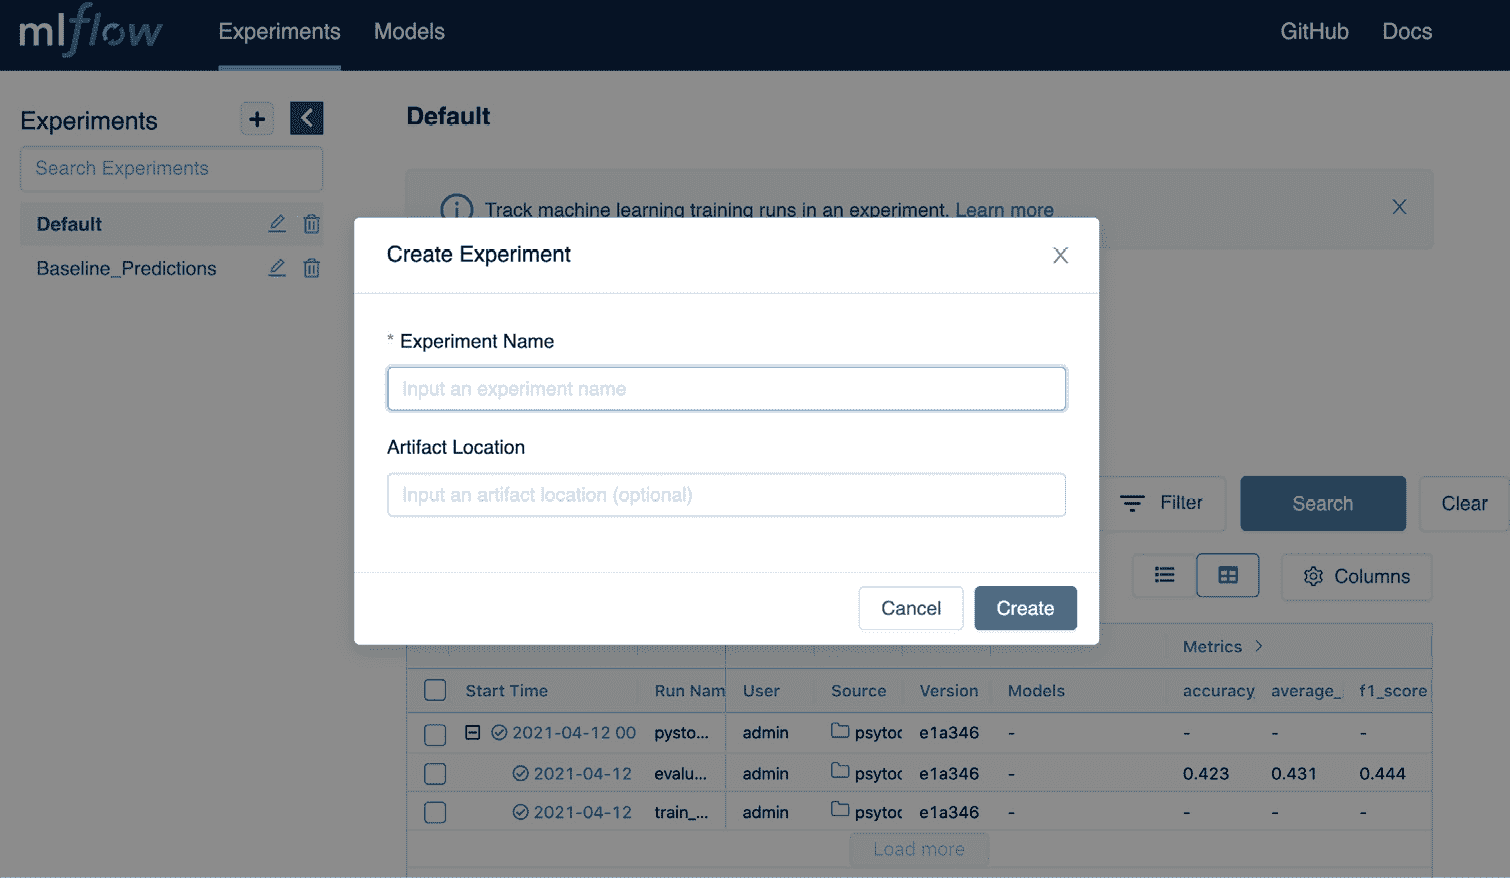 mlflow Experiments Models GitHub Docs
Experiments
Search Experiments
Default
Baseline_Predictions
Default
Track machine learning training runs in an experiment. Learn more
Create Experiment
* Experiment Name
Input an experiment name
Artifact Location
Input an artifact location (optional)
Cancel Create
Filter Search Clear
Columns
Metrics
Start Time Run Nam User Source Version Models accuracy average_ f1_score
2021-04-12 00 pysto... admin psytoc e1a346 - - - -
2021-04-12 evalu... admin psytoc e1a346 - 0.423 0.431 0.444
2021-04-12 train_... admin psytoc e1a346 - - - -
Load more